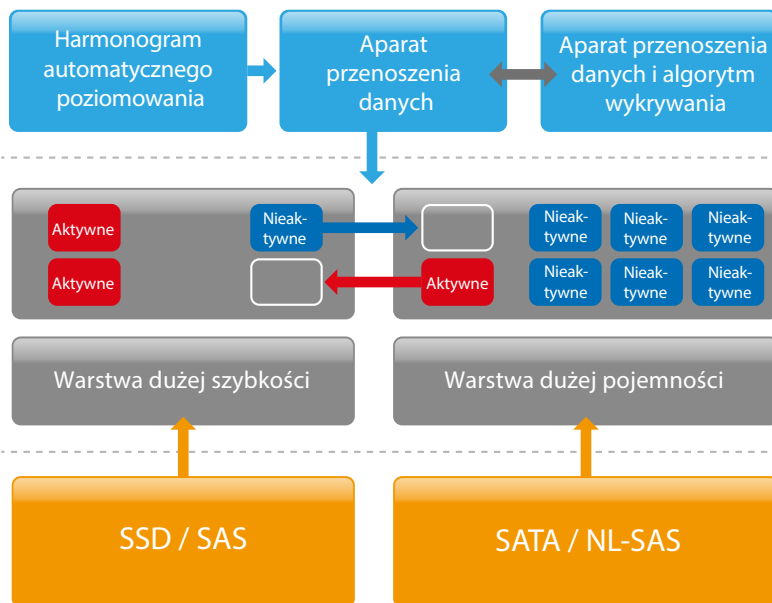 Harmonogram
automatycznego
poziomowania
Aparat
przenoszenia
danych
Aparat przenoszenia
danych i algorytm
wykrywania
Aktywne
Nieak-
tywne
Nieak-
tywne
Nieak-
tywne
Nieak-
tywne
Aktywne
Aktywne
Nieak-
tywne
Nieak-
tywne
Nieak-
tywne
Warstwa dużej szybkości
Warstwa dużej pojemności
SSD / SAS
SATA / NL-SAS